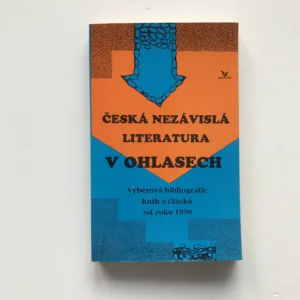 ČESKÁ NEZÁVISLÁ
LITERATURA
V OHLASECH
Výběrová bibliografie
knih a článků
od roku 1990